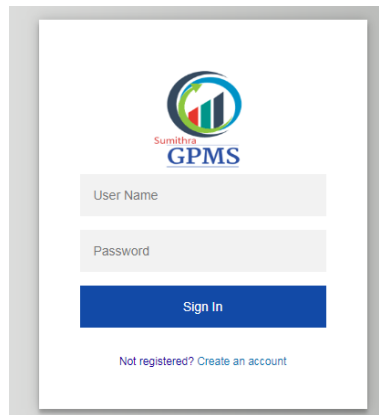 Sumithra
GPMS
User Name
Password
Sign In
Not registered? Create an account